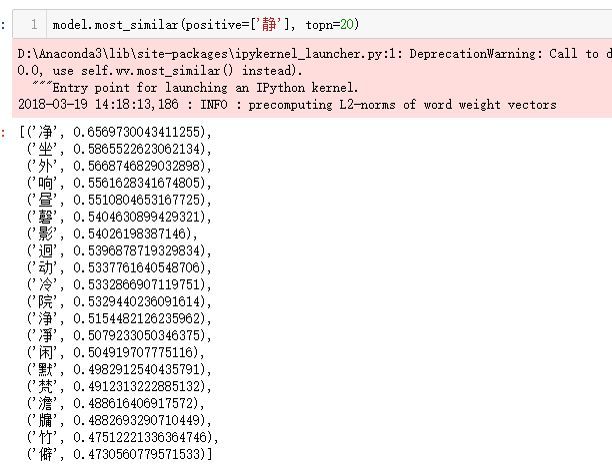 1 model.most_similar(positive=['静'], topn=20)
D:\Anaconda3\lib\site-packages\ipykernel_launcher.py:1: DeprecationWarning: Call to d
0.0, use self.wv.most_similar() instead).
"""Entry point for launching an IPython kernel.
2018-03-19 14:18:13,186 : INFO : precomputing L2-norms of word weight vectors
[('净', 0.6569730043411255),
('坐', 0.5865522623062134),
('外', 0.5668746829032898),
('响', 0.5561628341674805),
('昼', 0.5510804653167725),
('磬', 0.5404630899429321),
('影', 0.54026198387146),
('迥', 0.5396878719329834),
('动', 0.5337761640548706),
('冷', 0.5332866907119751),
('院', 0.5329440236091614),
('浄', 0.5154482126235962),
('凈', 0.5079233050346375),
('闲', 0.504919707775116),
('默', 0.4982912540435791),
('梵', 0.4912313222885132),
('澹', 0.488616406917572),
('牖', 0.4882693290710449),
('竹', 0.47512221336364746),
('僻', 0.4730560779571533)]